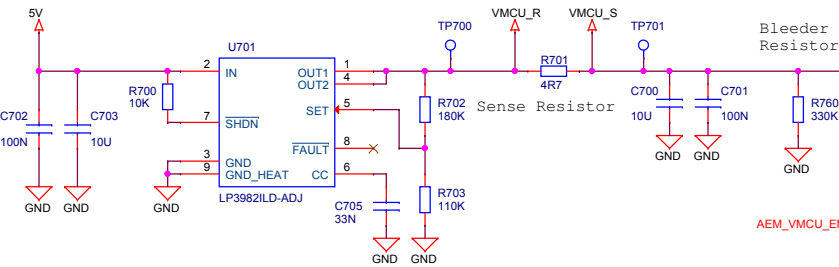 5V
VMCU_R
VMCU_S
TP700
TP701
Bleeder
Resistor
U701
2
IN
OUT1
1
OUT2
4
R701
4R7
R700
10K
SET
5
R702
180K
Sense Resistor
C700
10U
C701
100N
R760
330K
C702
100N
C703
10U
7
SHDN
FAULT
8
3
GND
9
GND_HEAT
CC
6
LP3982ILD-ADJ
C705
33N
R703
110K
GND
GND
GND
GND
GND
GND
GND
GND
AEM_VMCU_EN